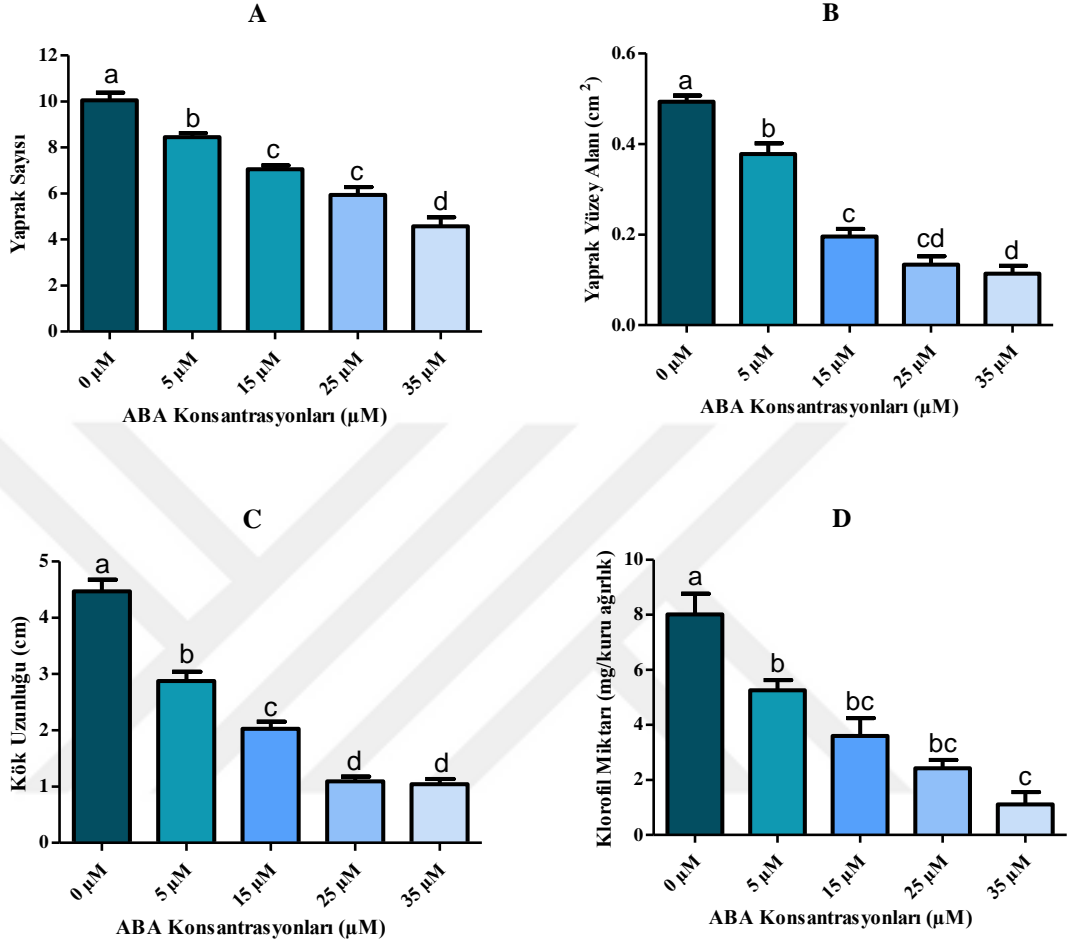 A
Yaprak Sayısı
12
10
8
6
4
2
0
a
b
c
c
d
0 µM
5 µM
15 µM
25 µM
35 µM
ABA Konsantrasyonları (µM)
B
Yaprak Yüzey Alanı (cm²)
0.6
0.4
0.2
0.0
a
b
c
cd
d
0 µM
5 µM
15 µM
25 µM
35 µM
ABA Konsantrasyonları (µM)
C
Kök Uzunluğu (cm)
5
4
3
2
1
0
a
b
c
d
d
0 µM
5 µM
15 µM
25 µM
35 µM
ABA Konsantrasyonları (µM)
D
Klorofil Miktarı (mg/kuru ağırlık)
10
8
6
4
2
0
a
b
bc
bc
c
0 µM
5 µM
15 µM
25 µM
35 µM
ABA Konsantrasyonları (µM)